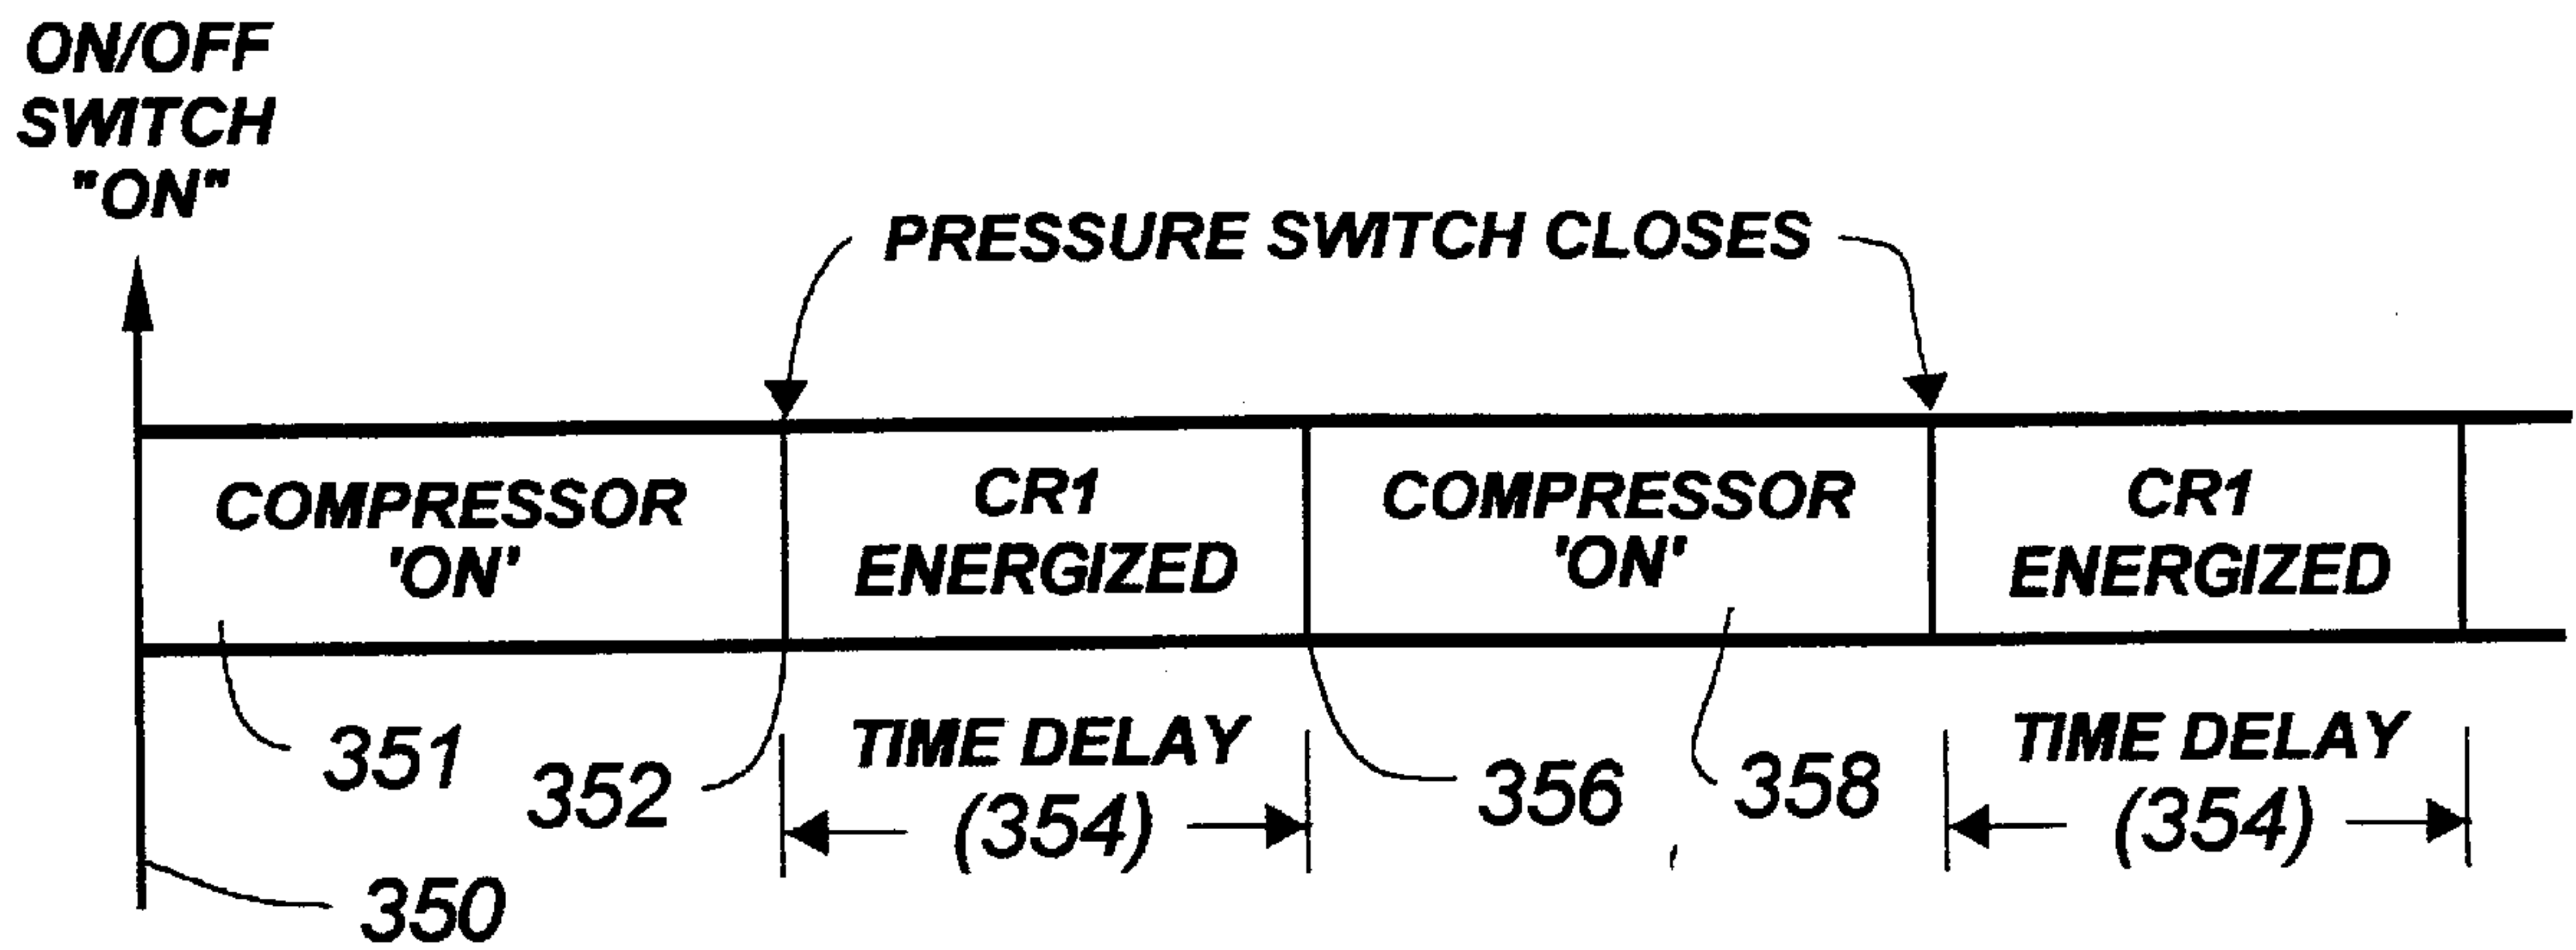 ON/OFF
SWITCH
"ON"
PRESSURE SWITCH CLOSES
COMPRESSOR
'ON'
CR1
ENERGIZED
COMPRESSOR
'ON'
CR1
ENERGIZED
351
352
TIME DELAY
(354)
356
358
TIME DELAY
(354)
350